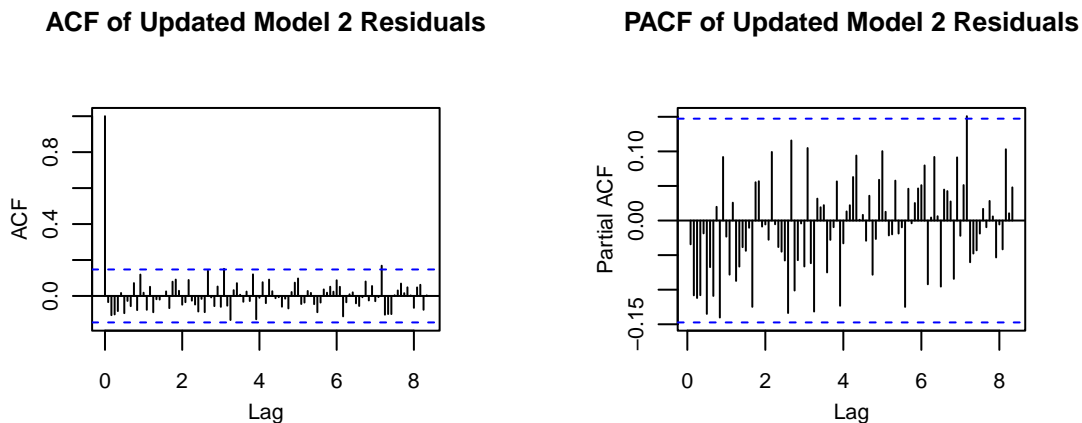 ACF of Updated Model 2 Residuals
0.0 0.4 0.8
ACF
0 2 4 6 8
Lag
PACF of Updated Model 2 Residuals
−0.15 0.00 0.10
Partial ACF
0 2 4 6 8
Lag